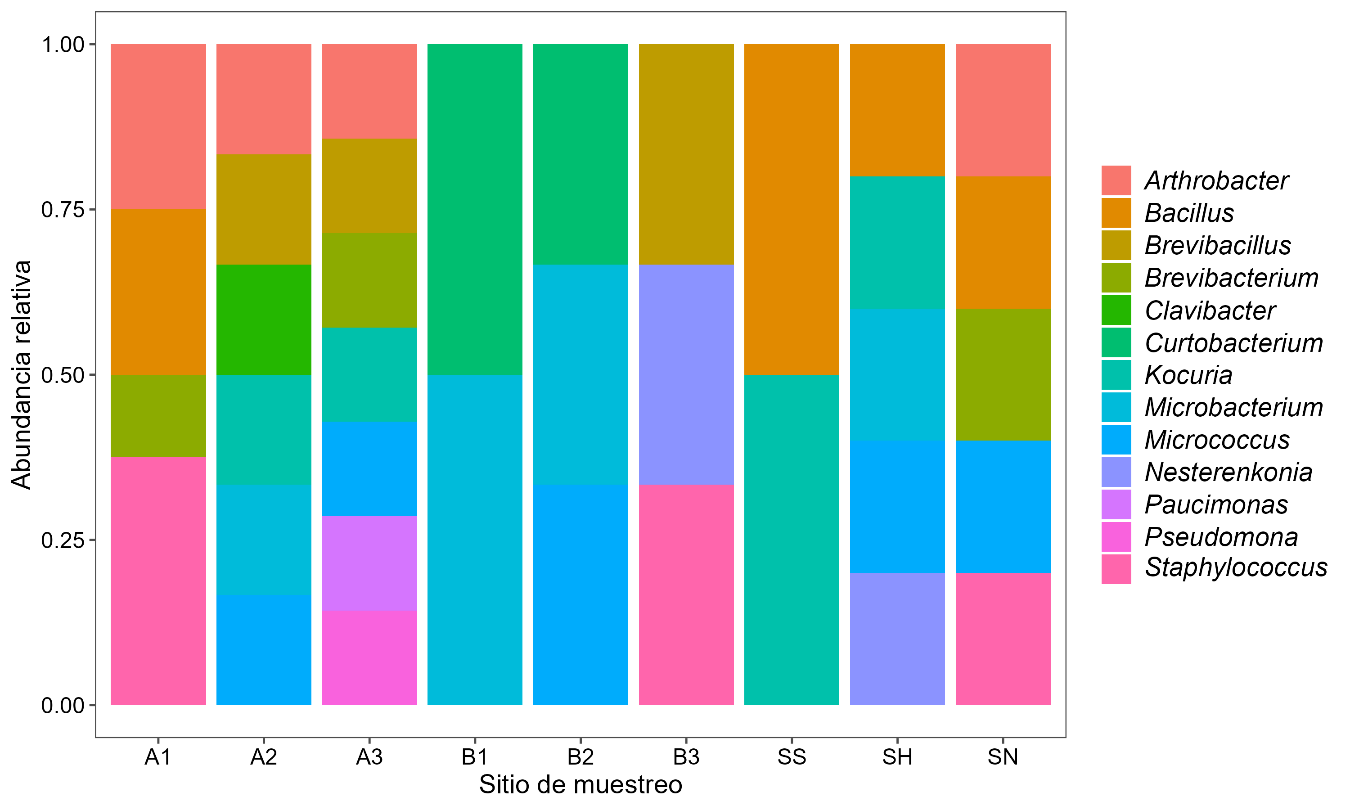 Abundancia relativa
1.00
0.75
0.50
0.25
0.00
A1 A2 A3 B1 B2 B3 SS SH SN
Sitio de muestreo
Arthrobacter
Bacillus
Brevibacillus
Brevibacterium
Clavibacter
Curtobacterium
Kocuria
Microbacterium
Micrococcus
Nesterenkonia
Paucimonas
Pseudomona
Staphylococcus